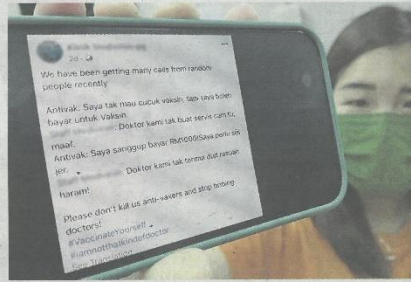 2d
We have been getting many calls from random
people recently
Antivak: Saya tak mau cucuk vaksin, tapi saya boleh
bayar untuk vaksin.
: Doktor kami tak buat servis cam tu,
maaf.
Antivak: Saya sanggup bayar RM1000!Saya perlu sijil
jer.
: Doktor kami tak terima duit rasuah
haram!
Please don't kill us anti-vaxers and stop bribing
doctors!
#VaccinateYourself
#iamnotthatkindofdoctor
See Translation